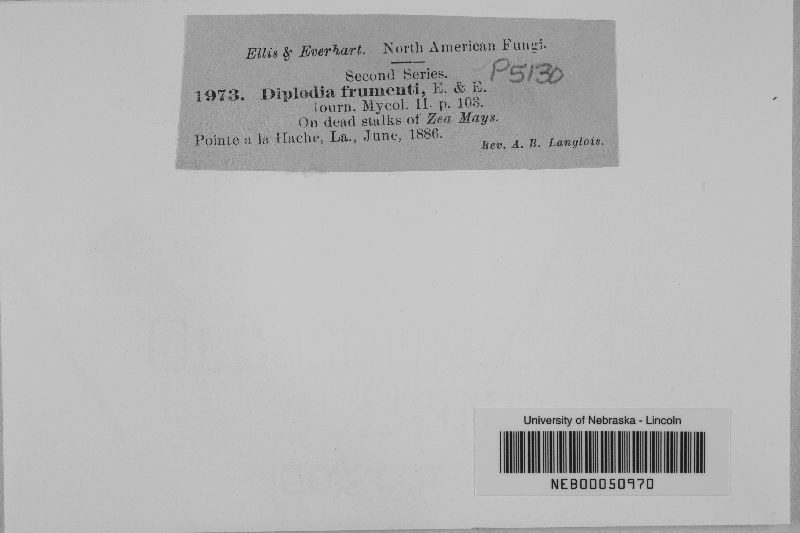 Ellis & Everhart. North American Fungi.
Second Series.
P5130
1973. Diplodia frumenti, E. & E.
Journ. Mycol. II. p. 103.
On dead stalks of Zea Mays.
Pointe a la Hache, La., June, 1886.
Rev. A. B. Langlois.
University of Nebraska - Lincoln
NEB00050970